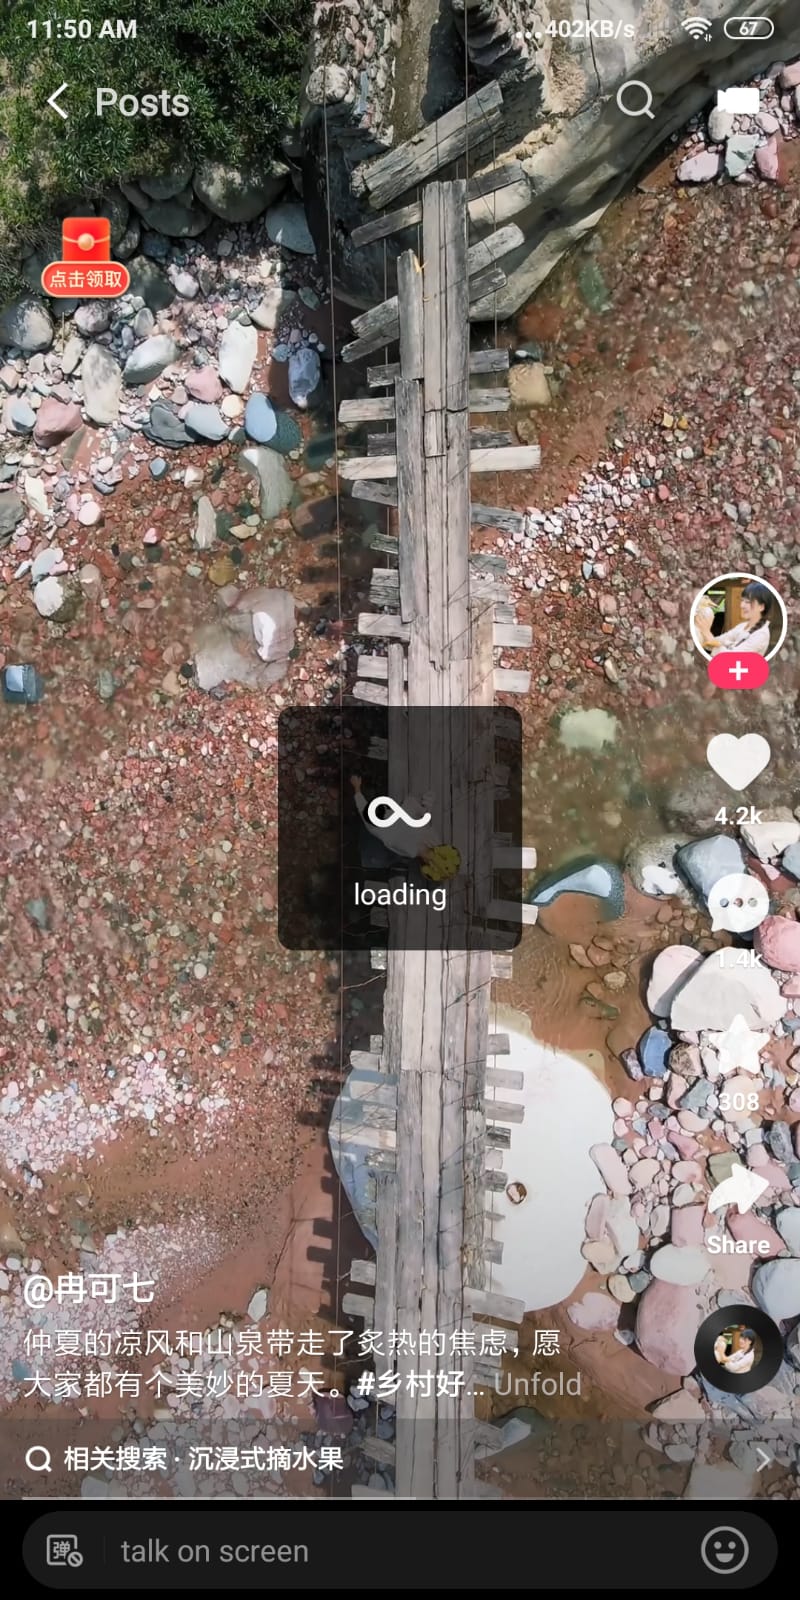 11:50 AM
...402KB/s
67
Posts
点击领取
4.2k
loading
1.4k
308
Share
@冉可七
仲夏的凉风和山泉带走了炙热的焦虑，愿
大家都有个美妙的夏天。#乡村好... Unfold
相关搜索 · 沉浸式摘水果
弹
talk on screen